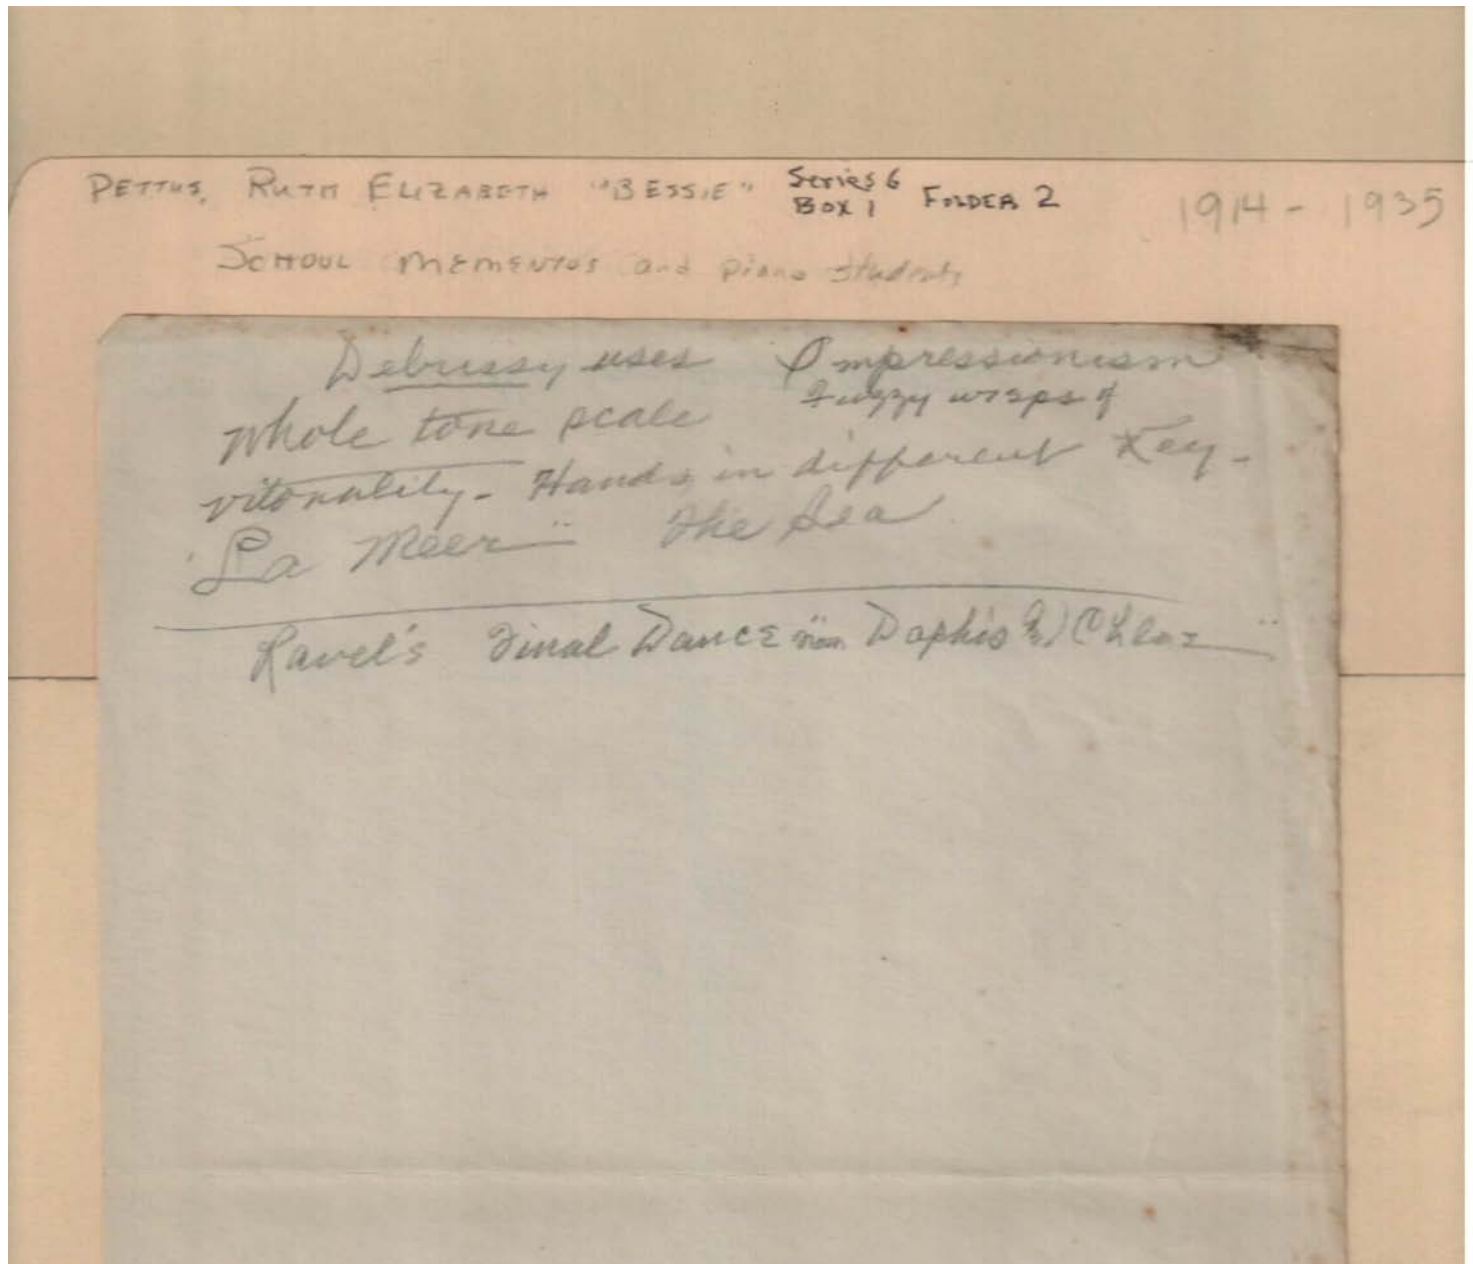 PETTUS, RUTH ELIZABETH "BESSIE" Series 6 Box 1 FOLDER 2 1914 - 1935
SCHOOL MEMENTOS and piano students
Debussy uses Impressionism
whole tone scale Fuzzy wraps of
vitonality - Hands in different Key -
"La Meer" The Sea
Ravel's Final Dance from Daphis & Chloe"